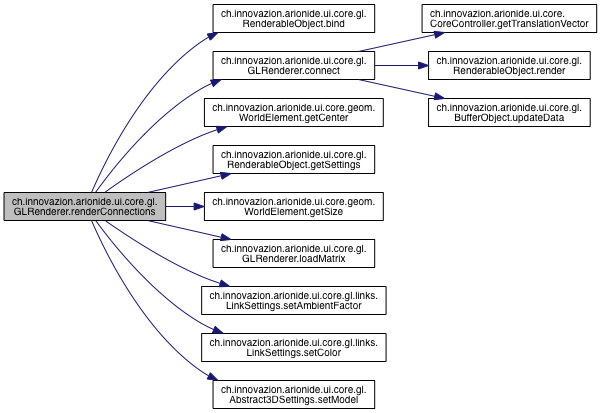 ch.innovazion.arionide.ui.core.gl.
GLRenderer.renderConnections
ch.innovazion.arionide.ui.core.gl.
RenderableObject.bind
ch.innovazion.arionide.ui.core.gl.
GLRenderer.connect
ch.innovazion.arionide.ui.core.geom.
WorldElement.getCenter
ch.innovazion.arionide.ui.core.gl.
RenderableObject.getSettings
ch.innovazion.arionide.ui.core.geom.
WorldElement.getSize
ch.innovazion.arionide.ui.core.gl.
GLRenderer.loadMatrix
ch.innovazion.arionide.ui.core.gl.links.
LinkSettings.setAmbientFactor
ch.innovazion.arionide.ui.core.gl.links.
LinkSettings.setColor
ch.innovazion.arionide.ui.core.gl.
Abstract3DSettings.setModel
ch.innovazion.arionide.ui.core.
CoreController.getTranslationVector
ch.innovazion.arionide.ui.core.gl.
RenderableObject.render
ch.innovazion.arionide.ui.core.gl.
BufferObject.updateData